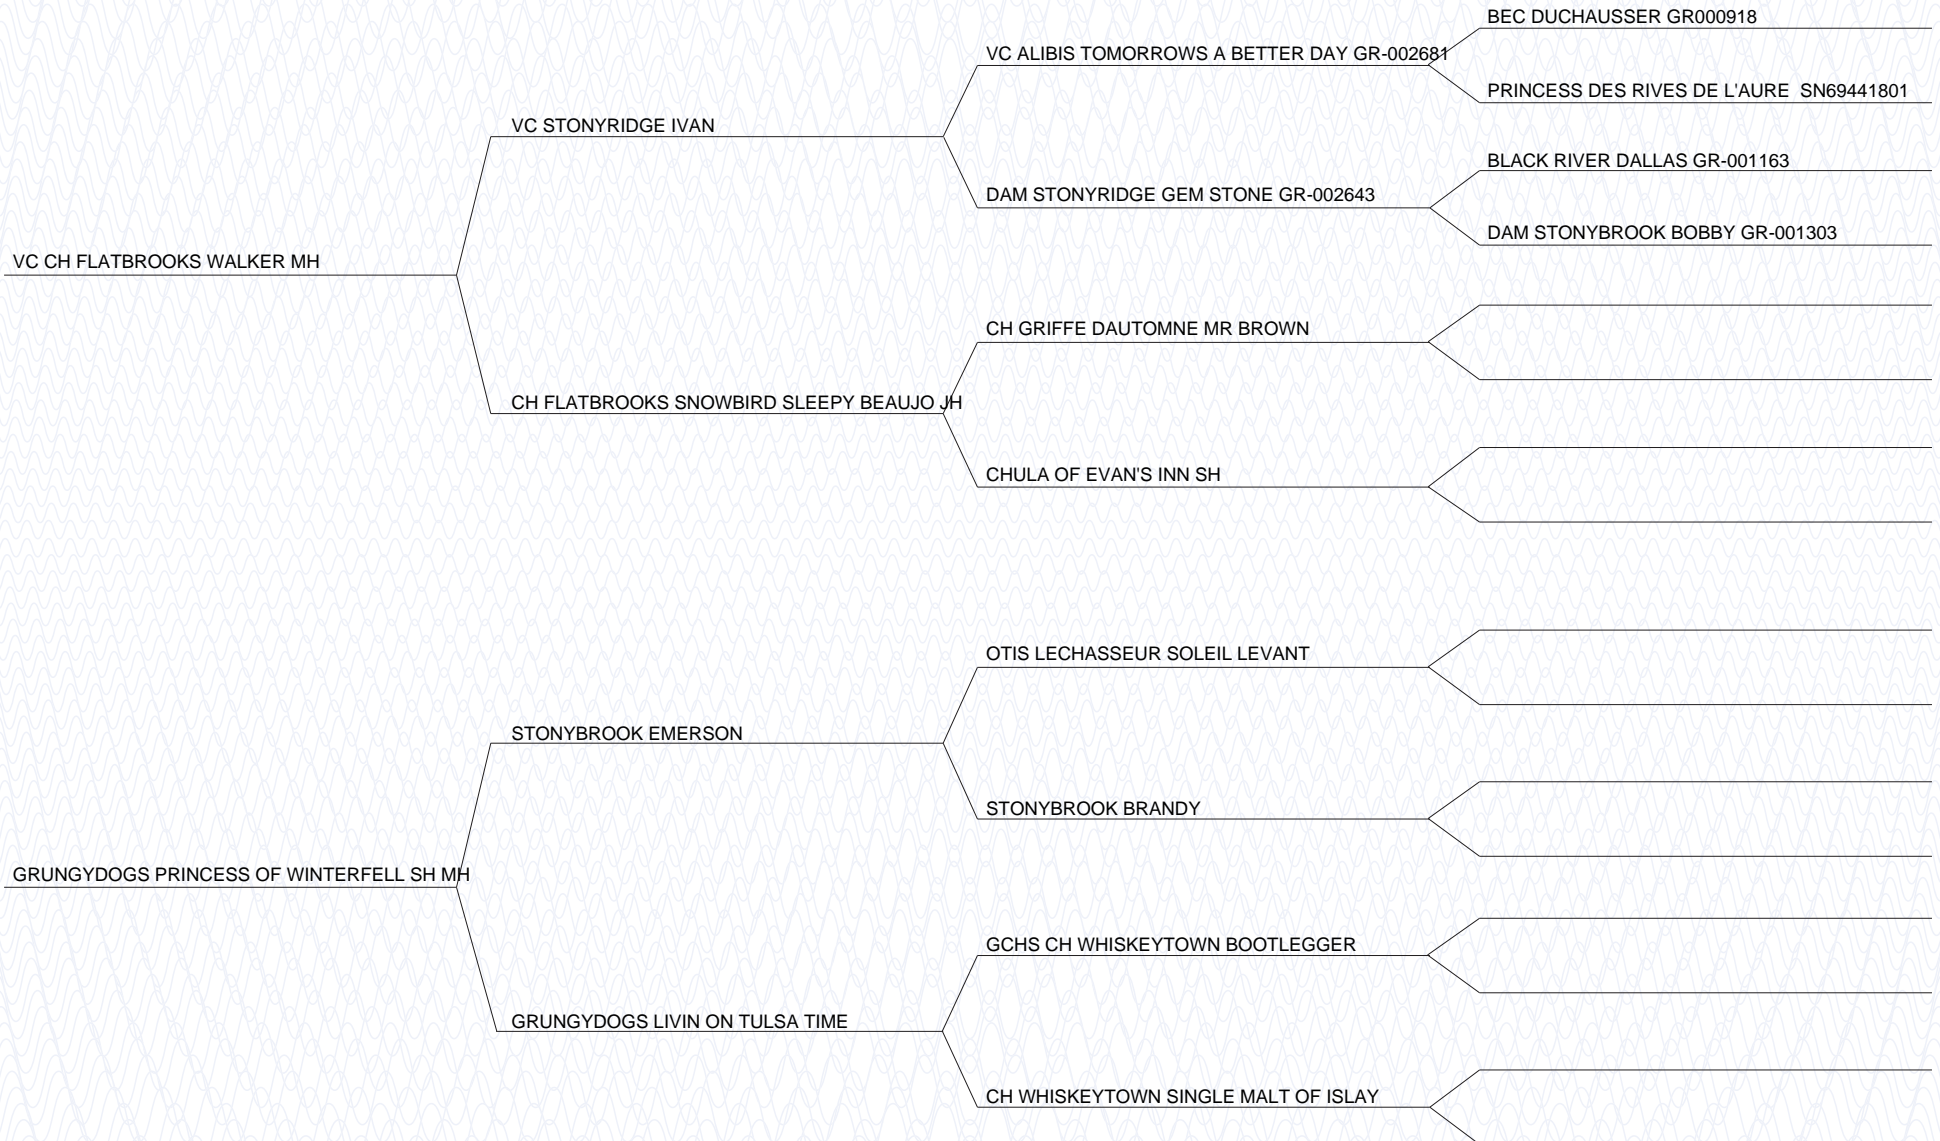 BEC DUCHAUSSER GR000918
VC ALIBIS TOMORROWS A BETTER DAY GR-002681
PRINCESS DES RIVES DE L'AURE SN69441801
VC STONYRIDGE IVAN
BLACK RIVER DALLAS GR-001163
DAM STONYRIDGE GEM STONE GR-002643
DAM STONYBROOK BOBBY GR-001303
VC CH FLATBROOKS WALKER MH
CH GRIFFE DAUTOMNE MR BROWN
CH FLATBROOKS SNOWBIRD SLEEPY BEAUJO JH
CHULA OF EVAN'S INN SH
OTIS LECHASSEUR SOLEIL LEVANT
STONYBROOK EMERSON
STONYBROOK BRANDY
GRUNGYDOGS PRINCESS OF WINTERFELL SH MH
GCHS CH WHISKEYTOWN BOOTLEGGER
GRUNGYDOGS LIVIN ON TULSA TIME
CH WHISKEYTOWN SINGLE MALT OF ISLAY